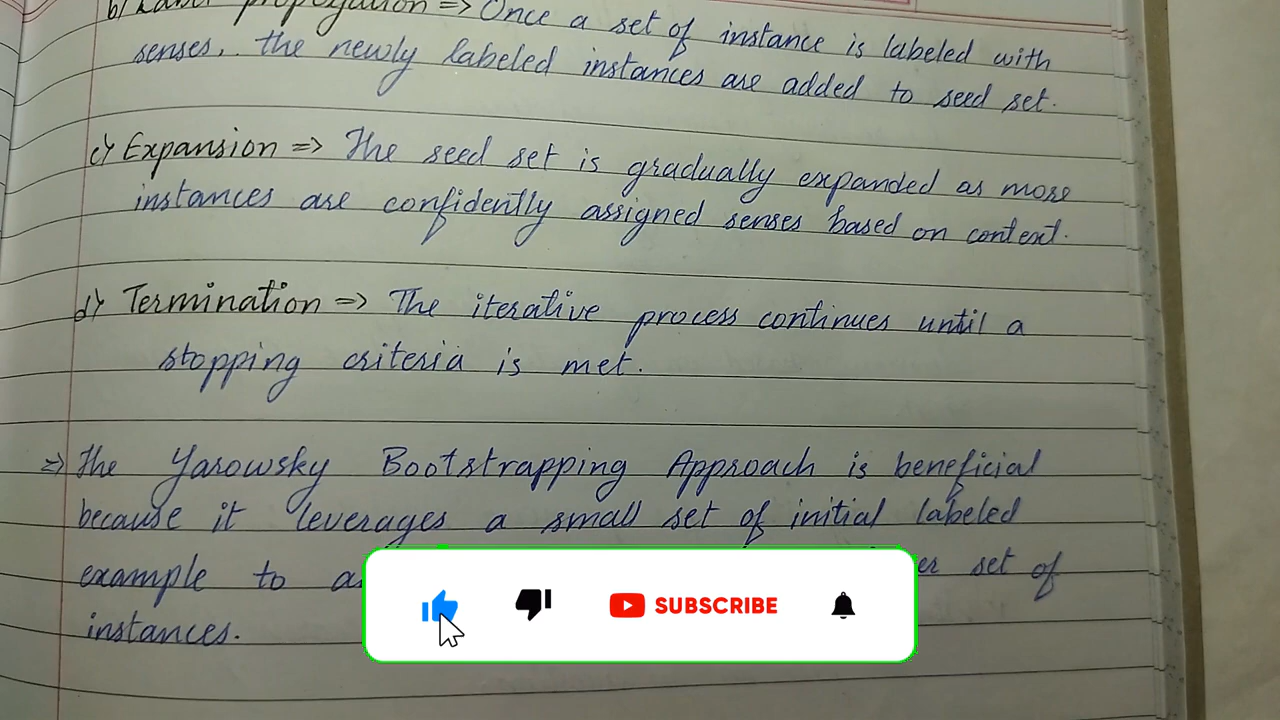 b) Label propogation => Once a set of instance is labeled with
senses, the newly labeled instances are added to seed set.
c) Expansion => The seed set is gradually expanded as more
instances are confidently assigned senses based on context.
d) Termination => The iterative process continues until a
stopping criteria is met.
=> The Yarowsky Bootstrapping Approach is beneficial
because it leverages a small set of initial labeled
example to set of
instances.
SUBSCRIBE